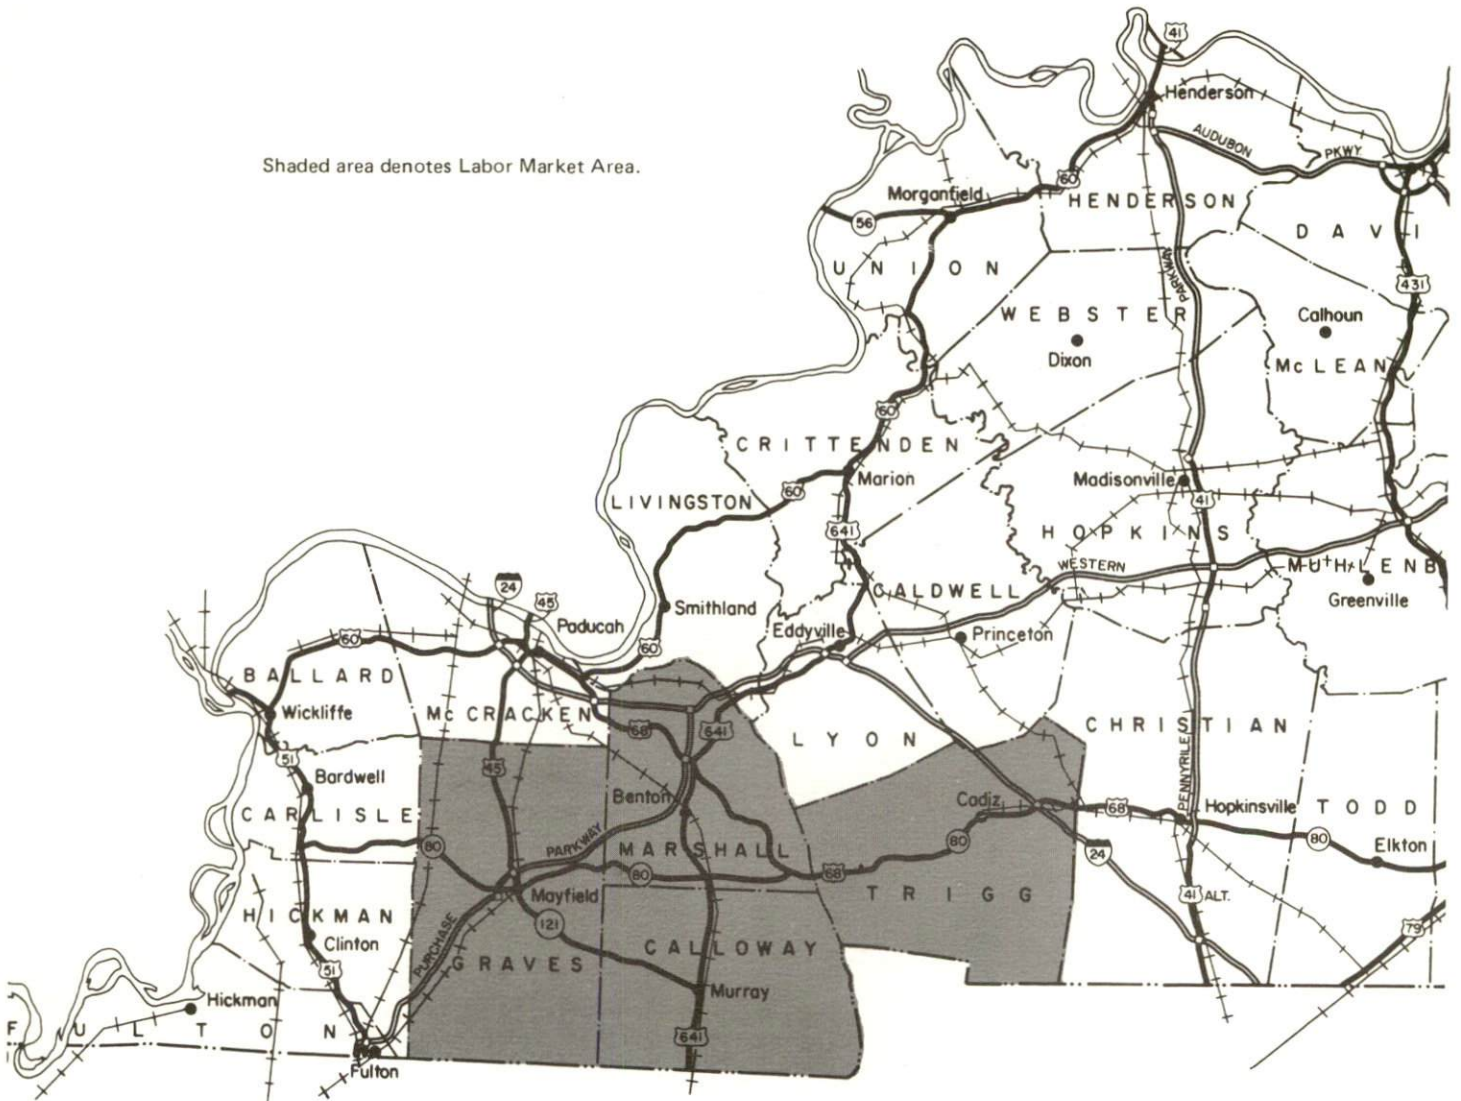 41
Henderson
AUDUBON
PKWY.
Shaded area denotes Labor Market Area.
60
Morganfield
HENDERSON
56
DAVI
UNION
PARKWAY
431
WEBSTER
Calhoun
Dixon
McLEAN
60
CRITTENDEN
Marion
Madisonville
60
LIVINGSTON
41
641
HOPKINS
WESTERN
MUHLENB
24
CALDWELL
Greenville
45
Smithland
Paducah
Eddyville
Princeton
60
60
BALLARD
Wickliffe
McCRACKEN
68
641
LYON
CHRISTIAN
51
45
PENNYRILE
Bardwell
Benton
Cadiz
68
Hopkinsville
TODD
CARLISLE
80
PARKWAY
MARSHALL
80
80
Elkton
24
80
68
TRIGG
Mayfield
41
ALT.
HICKMAN
121
79
Clinton
PURCHASE
CALLOWAY
51
GRAVES
Murray
Hickman
FULTON
641
Fulton